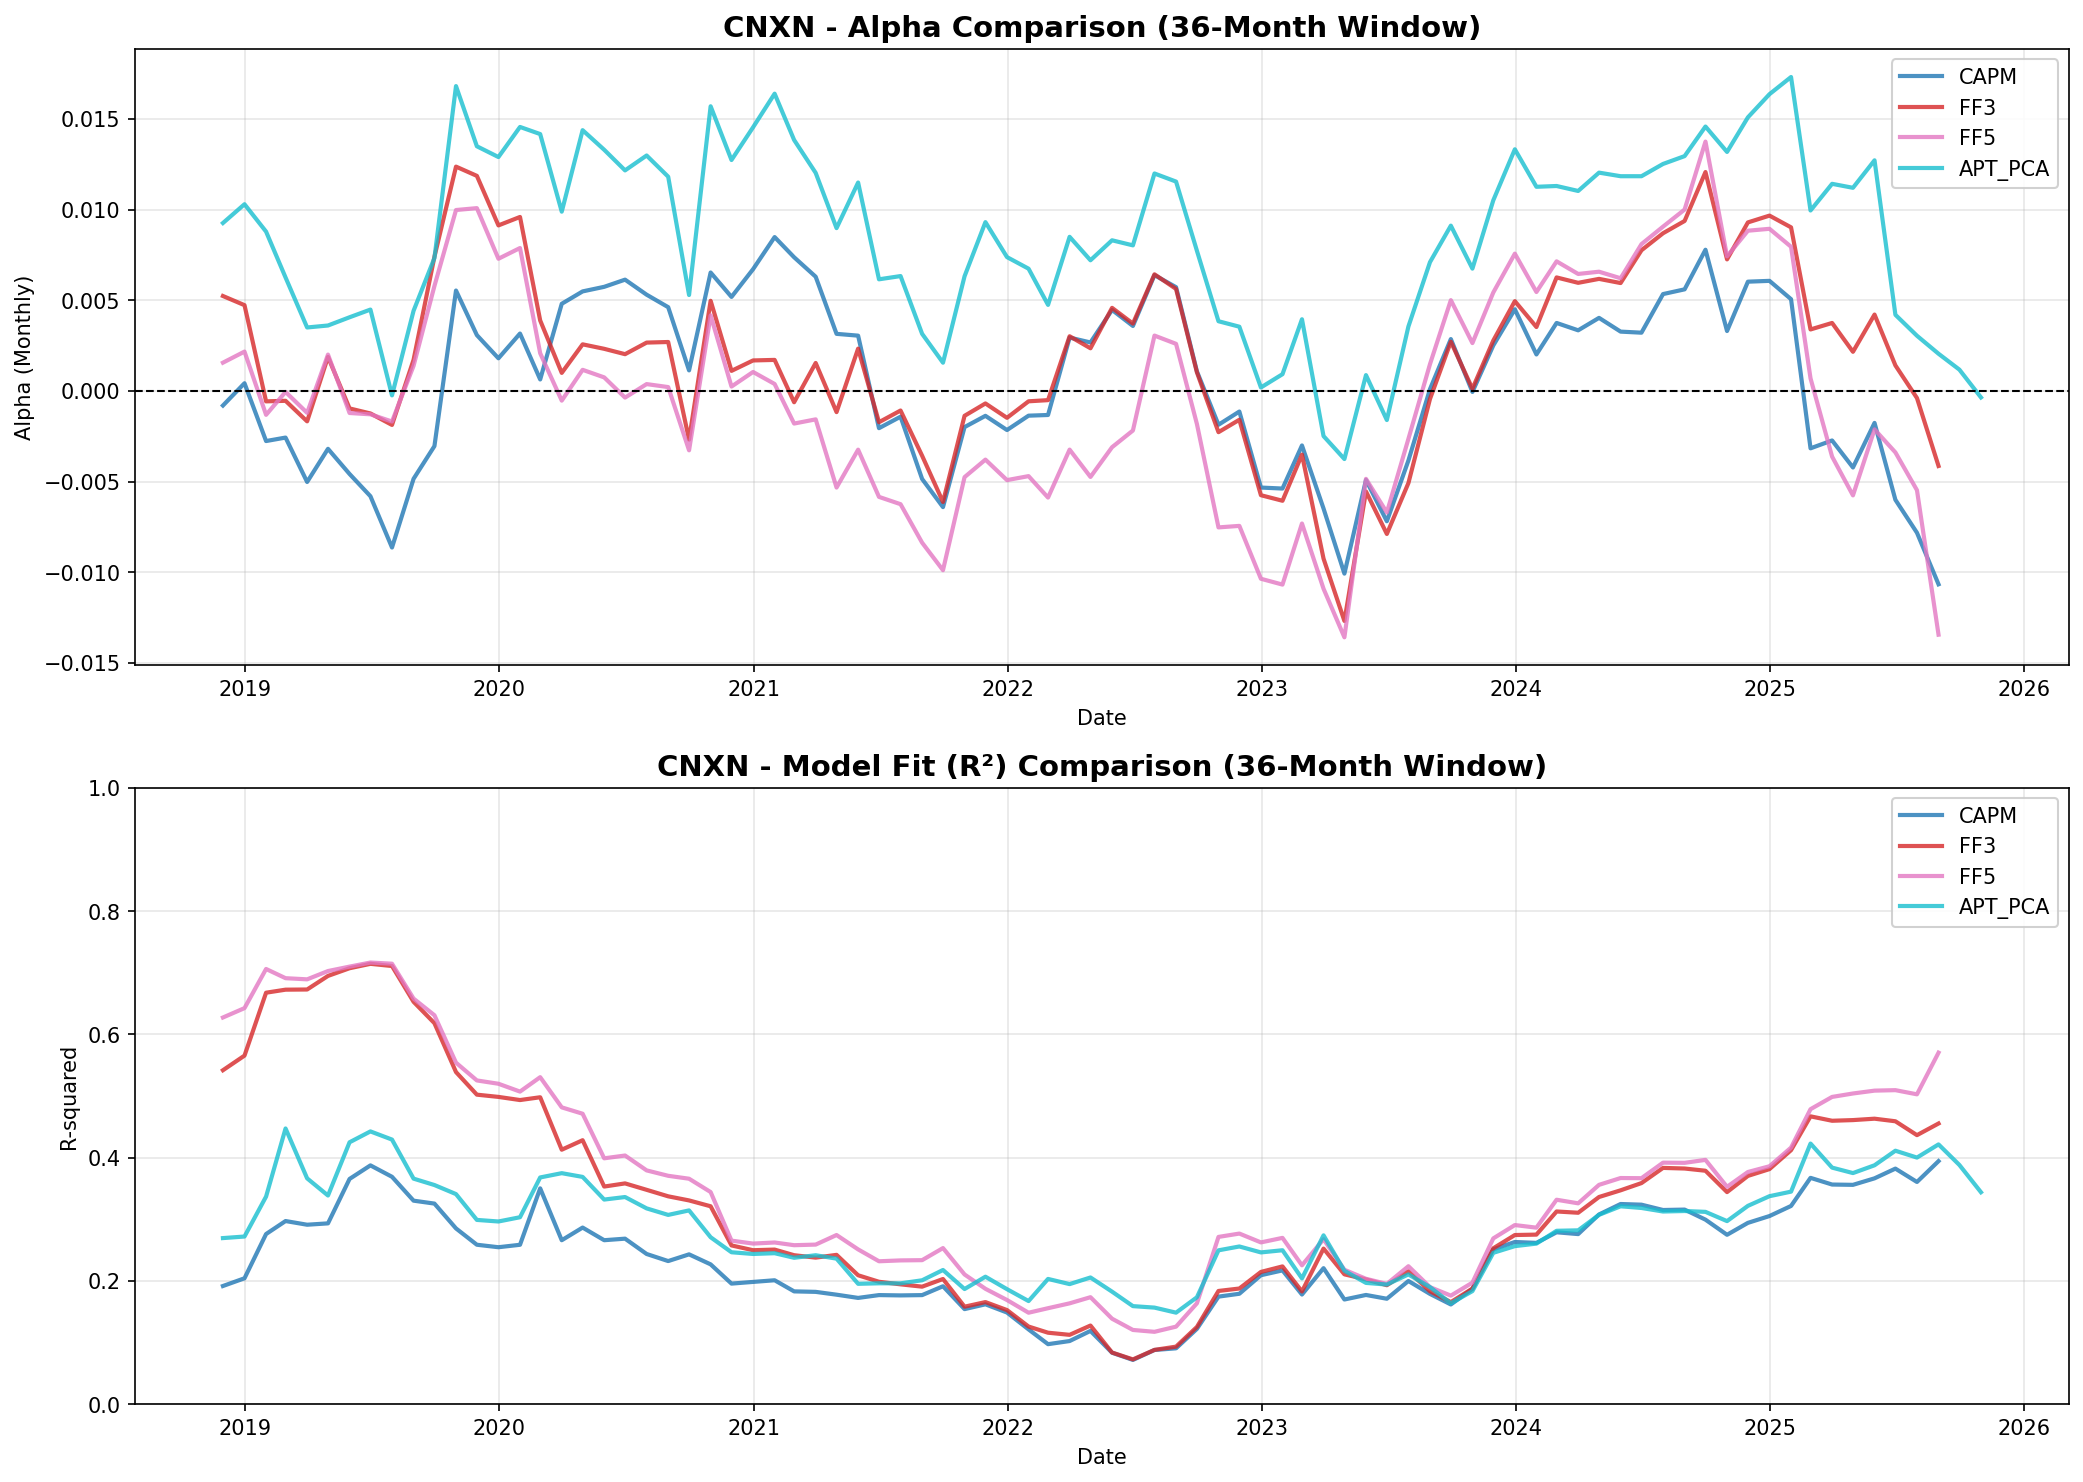 CNXN - Alpha Comparison (36-Month Window)
CAPM
FF3
FF5
APT_PCA
Alpha (Monthly)
0.015
0.010
0.005
0.000
−0.005
−0.010
−0.015
2019 2020 2021 2022 2023 2024 2025 2026
Date
CNXN - Model Fit (R²) Comparison (36-Month Window)
CAPM
FF3
FF5
APT_PCA
R-squared
1.0
0.8
0.6
0.4
0.2
0.0
2019 2020 2021 2022 2023 2024 2025 2026
Date